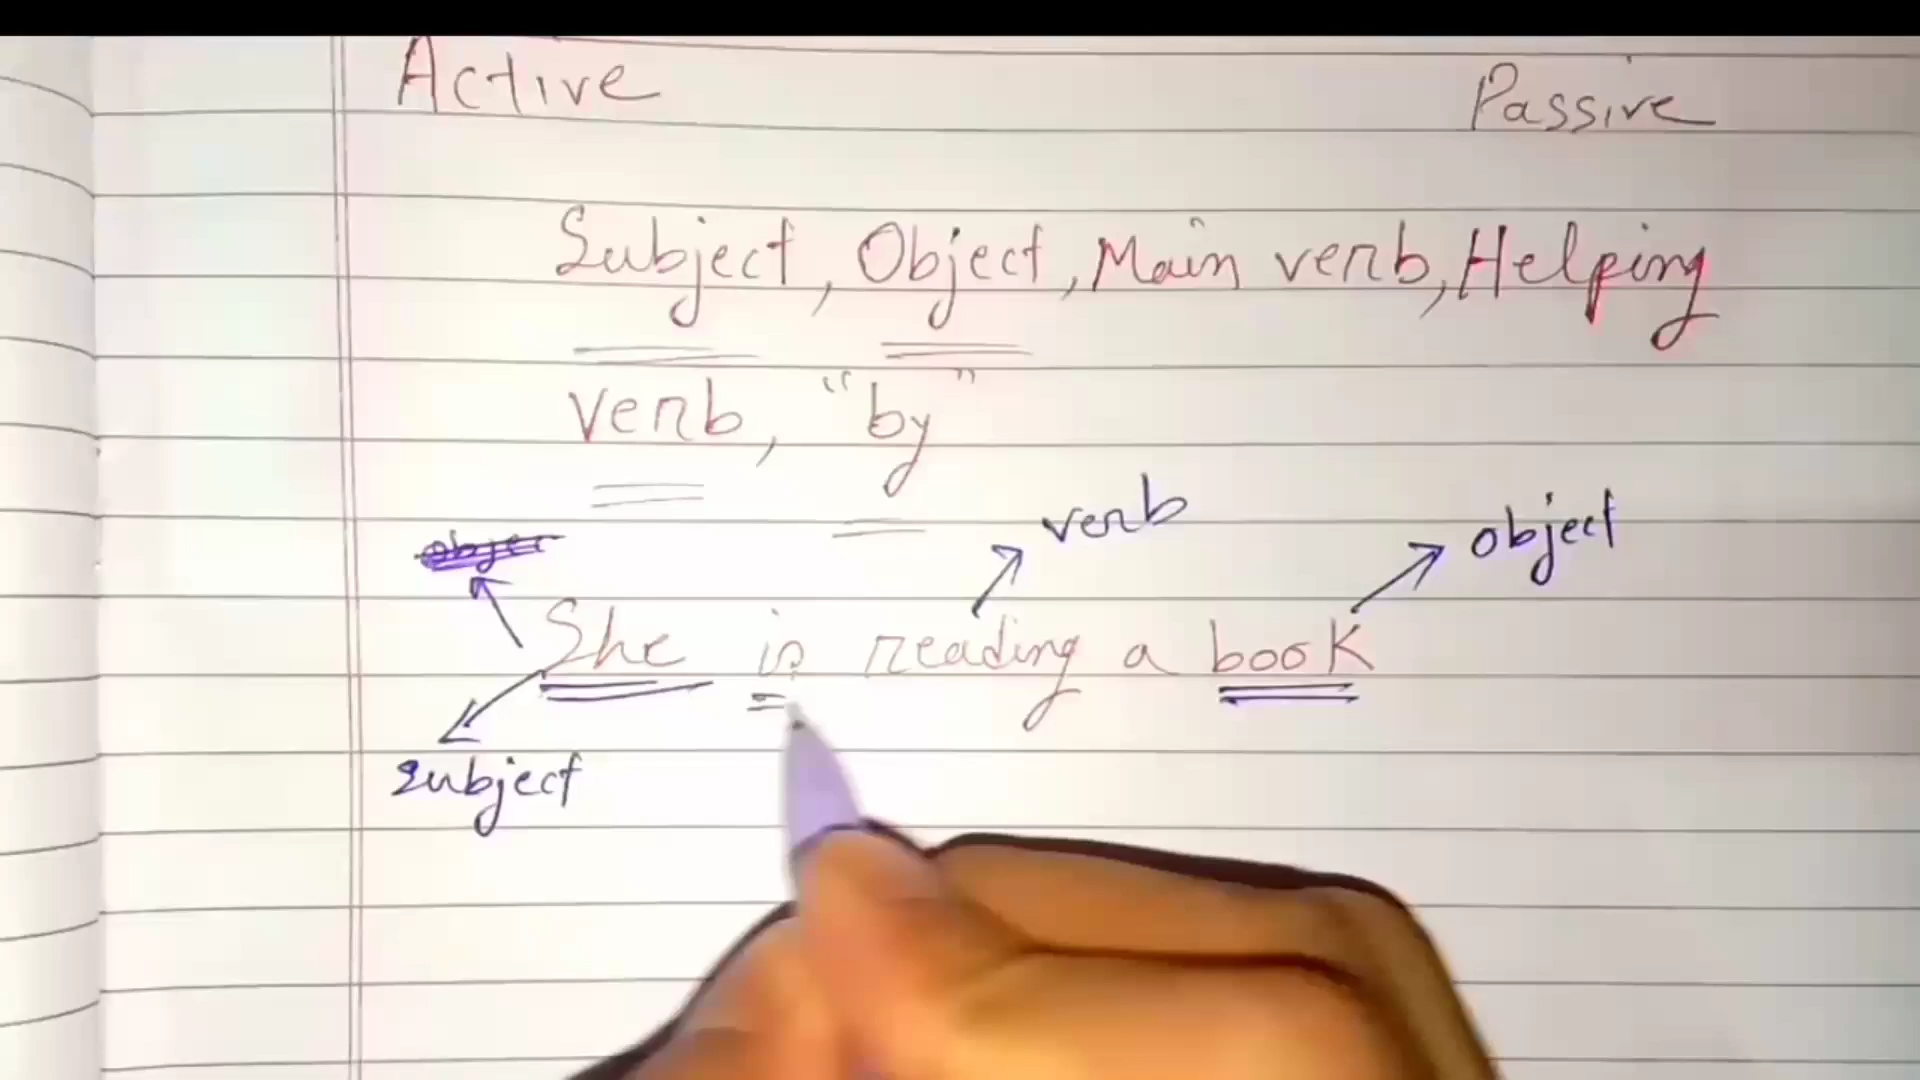 Active
Passive
Subject, Object, Main verb, Helping
verb, "by"
verb
object
She is reading a book
subject